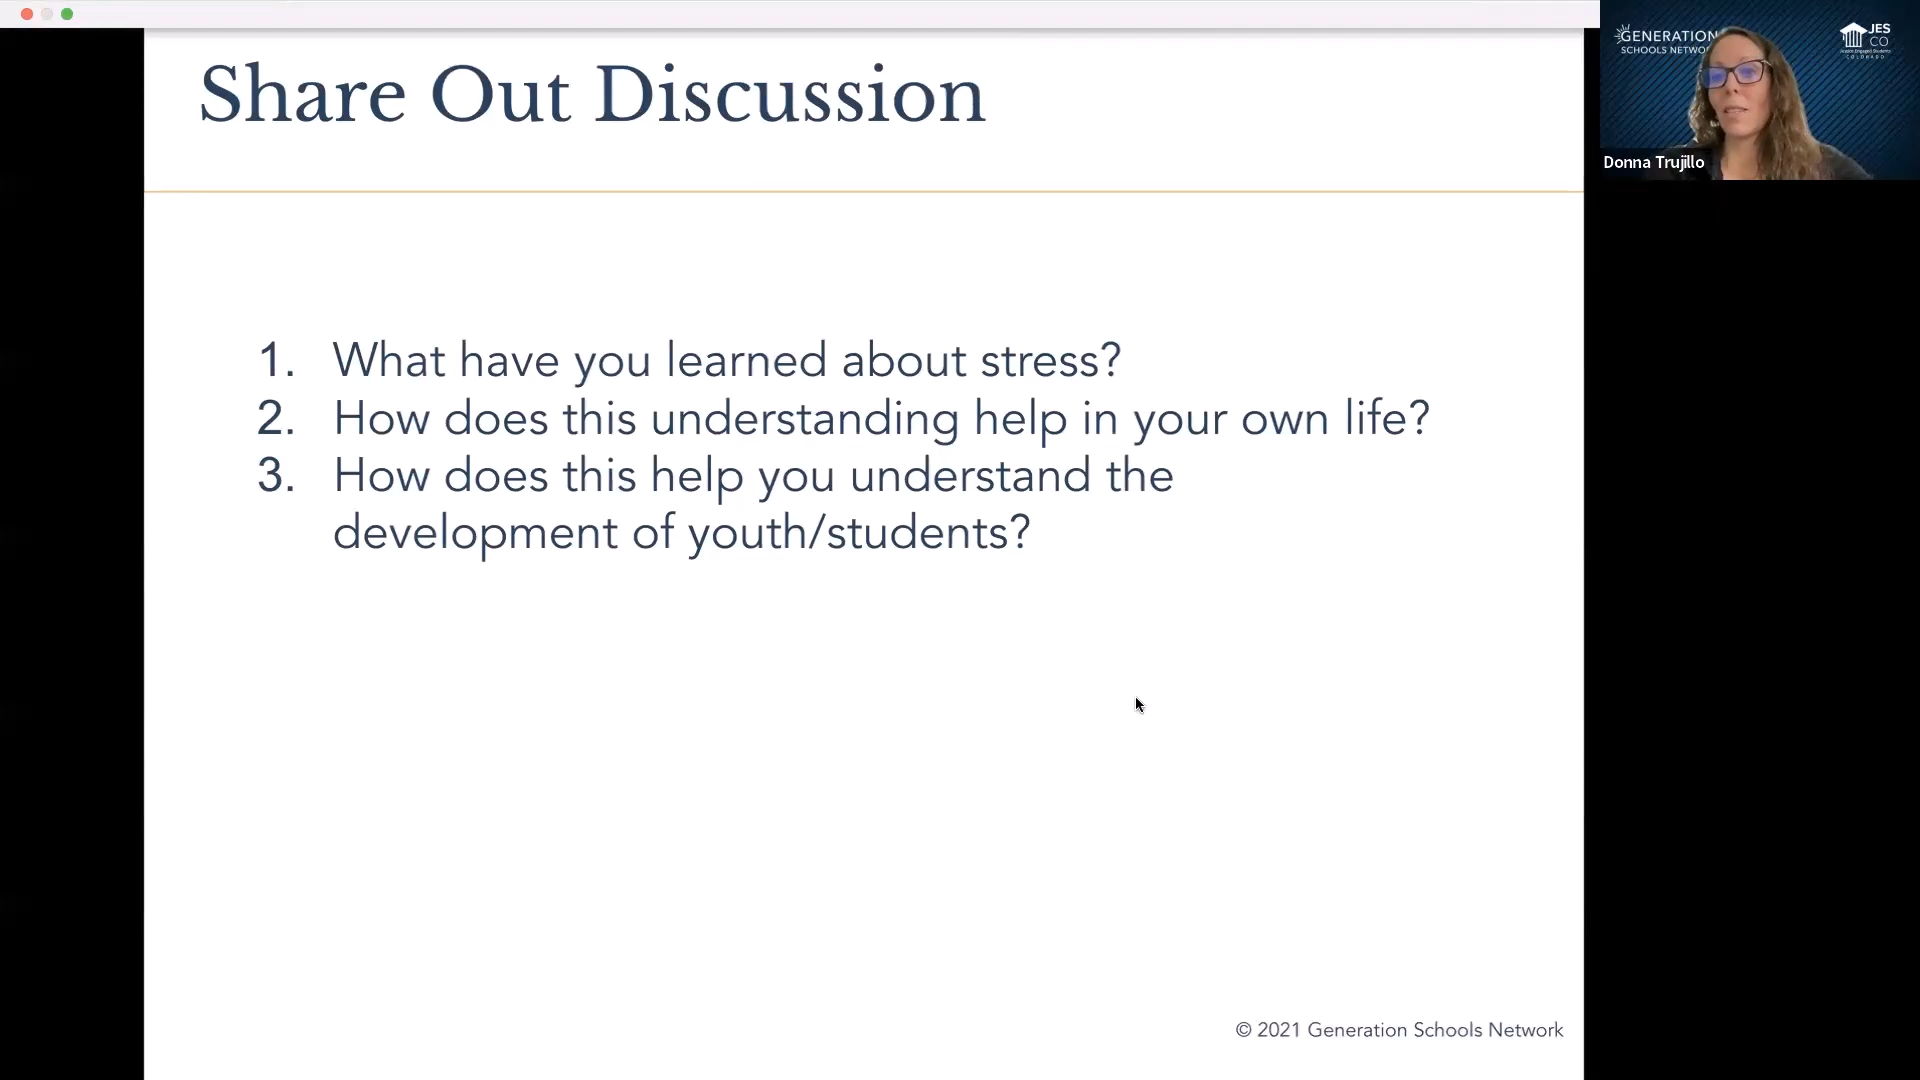 Share Out Discussion
1. What have you learned about stress?
2. How does this understanding help in your own life?
3. How does this help you understand the
development of youth/students?
© 2021 Generation Schools Network
GENERATION
SCHOOLS
JES
CO
COLORADO
Donna Trujillo